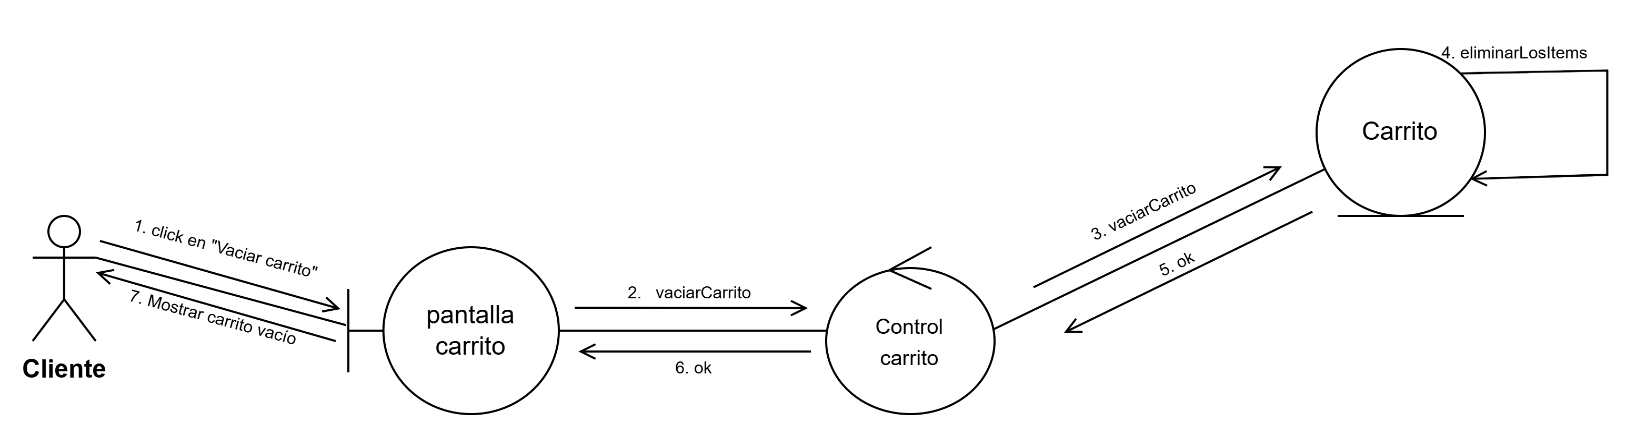 1. click en "Vaciar carrito"
7. Mostrar carrito vacío
Cliente
pantalla
carrito
2. vaciarCarrito
6. ok
Control
carrito
3. vaciarCarrito
5. ok
Carrito
4. eliminarLosItems